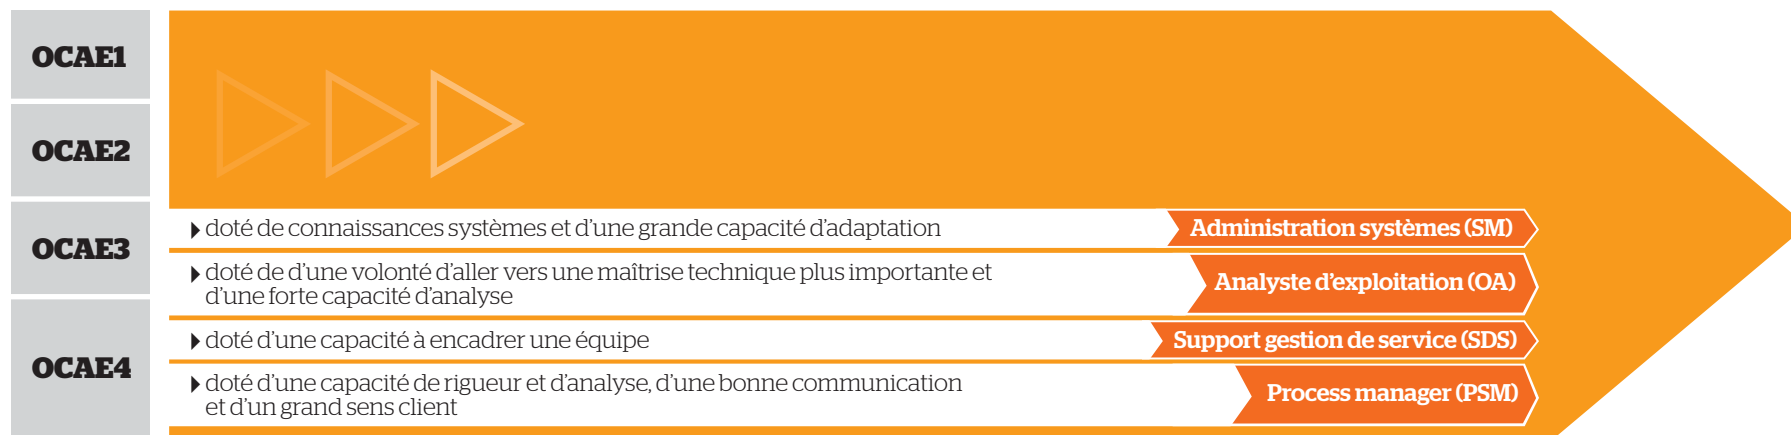 OCAE1
OCAE2
OCAE3
OCAE4
doté de connaissances systèmes et d’une grande capacité d’adaptation
Administration systèmes (SM)
doté de d’une volonté d’aller vers une maîtrise technique plus importante et
d’une forte capacité d’analyse
Analyste d’exploitation (OA)
doté d’une capacité à encadrer une équipe
Support gestion de service (SDS)
doté d’une capacité de rigueur et d’analyse, d’une bonne communication
et d’un grand sens client
Process manager (PSM)